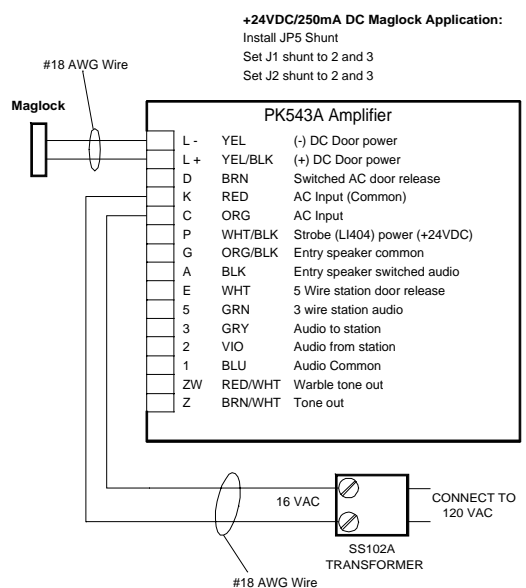 +24VDC/250mA DC Maglock Application:
Install JP5 Shunt
Set J1 shunt to 2 and 3
Set J2 shunt to 2 and 3
#18 AWG Wire
Maglock
PK543A Amplifier
L - YEL (-) DC Door power
L + YEL/BLK (+) DC Door power
D BRN Switched AC door release
K RED AC Input (Common)
C ORG AC Input
P WHT/BLK Strobe (LI404) power (+24VDC)
G ORG/BLK Entry speaker common
A BLK Entry speaker switched audio
E WHT 5 Wire station door release
5 GRN 3 wire station audio
3 GRY Audio to station
2 VIO Audio from station
1 BLU Audio Common
ZW RED/WHT Warble tone out
Z BRN/WHT Tone out
16 VAC
CONNECT TO
120 VAC
SS102A
TRANSFORMER
#18 AWG Wire